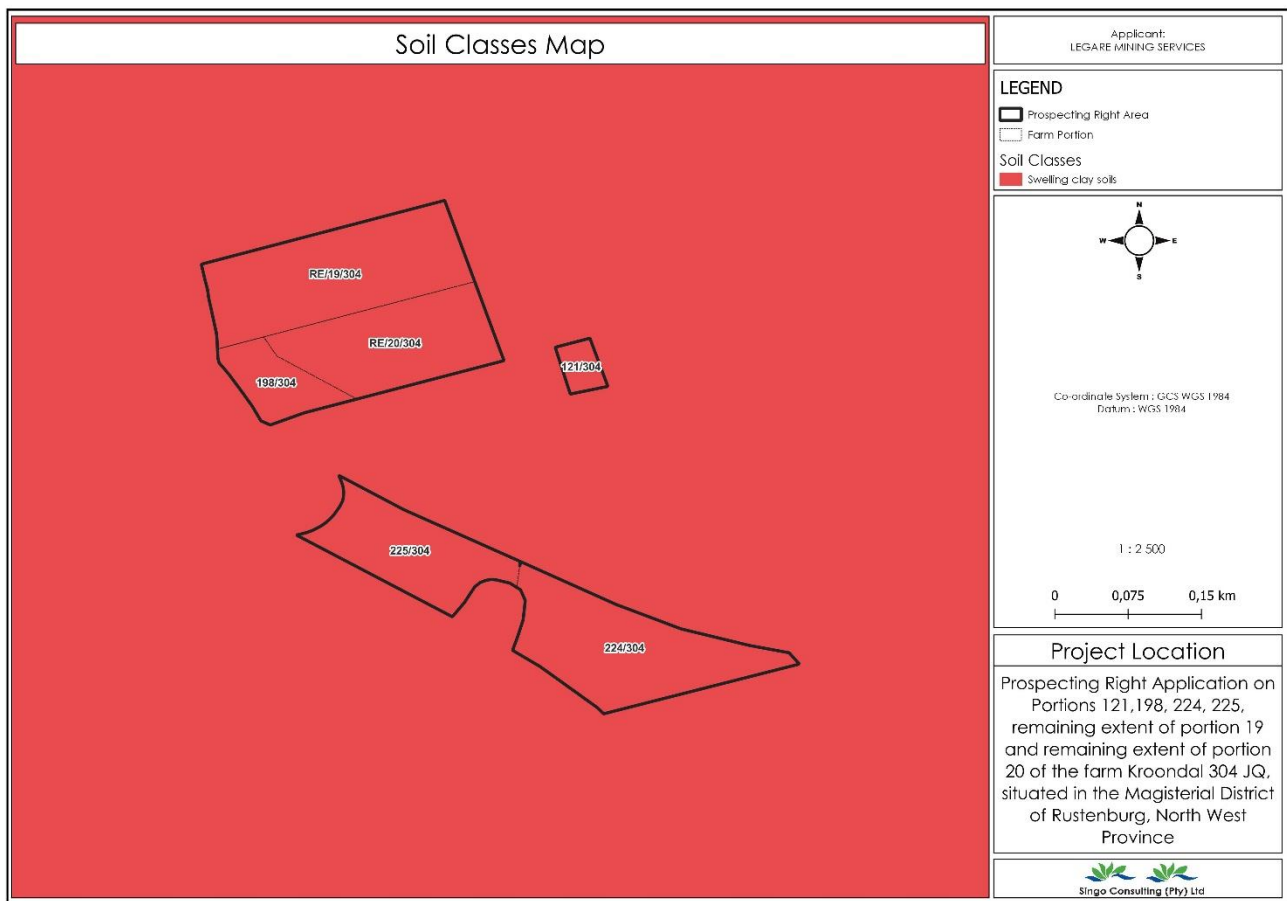 Soil Classes Map
RE/19/304
RE/20/304
198/304
121/304
225/304
224/304
Applicant:
LEGARE MINING SERVICES
LEGEND
Prospecting Right Area
Farm Portion
Soil Classes
Swelling clay soils
N
W
E
S
Co-ordinate System : GCS WGS 1984
Datum : WGS 1984
1 : 2 500
0 0,075 0,15 km
Project Location
Prospecting Right Application on
Portions 121,198, 224, 225,
remaining extent of portion 19
and remaining extent of portion
20 of the farm Kroondal 304 JQ,
situated in the Magisterial District
of Rustenburg, North West
Province
Singo Consulting (Pty) Ltd